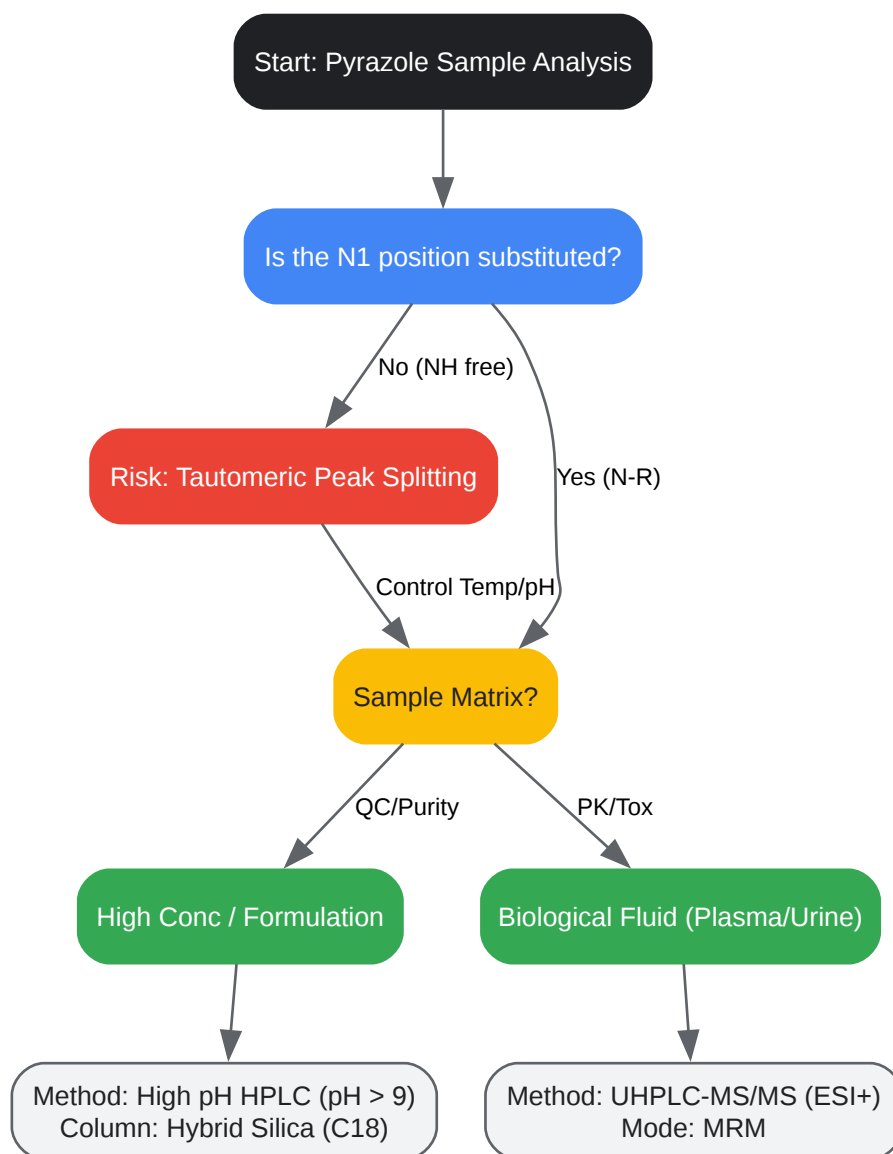 Start: Pyrazole Sample Analysis
Is the N1 position substituted?
No (NH free)
Risk: Tautomeric Peak Splitting
Yes (N-R)
Control Temp/pH
Sample Matrix?
QC/Purity
PK/Tox
High Conc / Formulation
Biological Fluid (Plasma/Urine)
Method: High pH HPLC (pH > 9)
Column: Hybrid Silica (C18)
Method: UHPLC-MS/MS (ESI+)
Mode: MRM